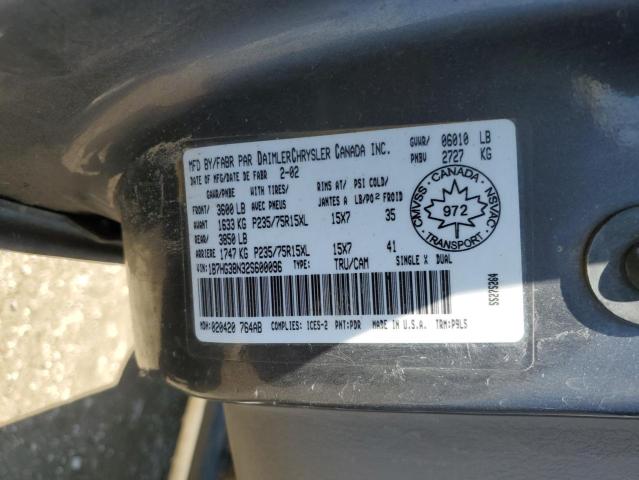 MFD BY/FABR PAR DAIMLERCHRYSLER CANADA INC.
GVWR/ 06010 LB
DATE OF MFD/DATE DE FABR 2-02
PNBV 2727 KG
GAWR/PNBE WITH TIRES/ RIMS AT/ PSI COLD/
AVEC PNEUS JANTES A LB/PO² FROID
FRONT/ 3600 LB
AVANT 1633 KG P235/75R15XL 15X7 35
REAR/ 3850 LB
ARRIERE 1747 KG P235/75R15XL 15X7 41
VIN: 1B7HG38N32S600096 TYPE: TRU/CAM SINGLE X DUAL
MDH: 020420 764AB COMPLIES: ICES-2 PNT: PDR MADE IN U.S.A. TRM: P9L5
CMVSS - CANADA - NSVAC
972
TRANSPORT
SS27S264